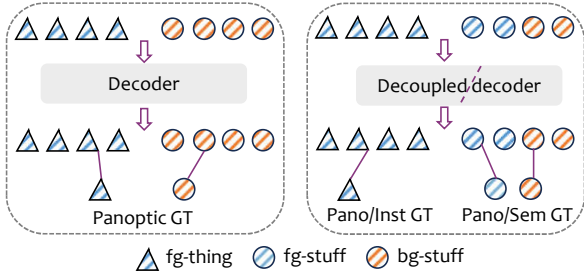 Decoder
Decoupled decoder
Panoptic GT
Pano/Inst GT
Pano/Sem GT
fg-thing
fg-stuff
bg-stuff